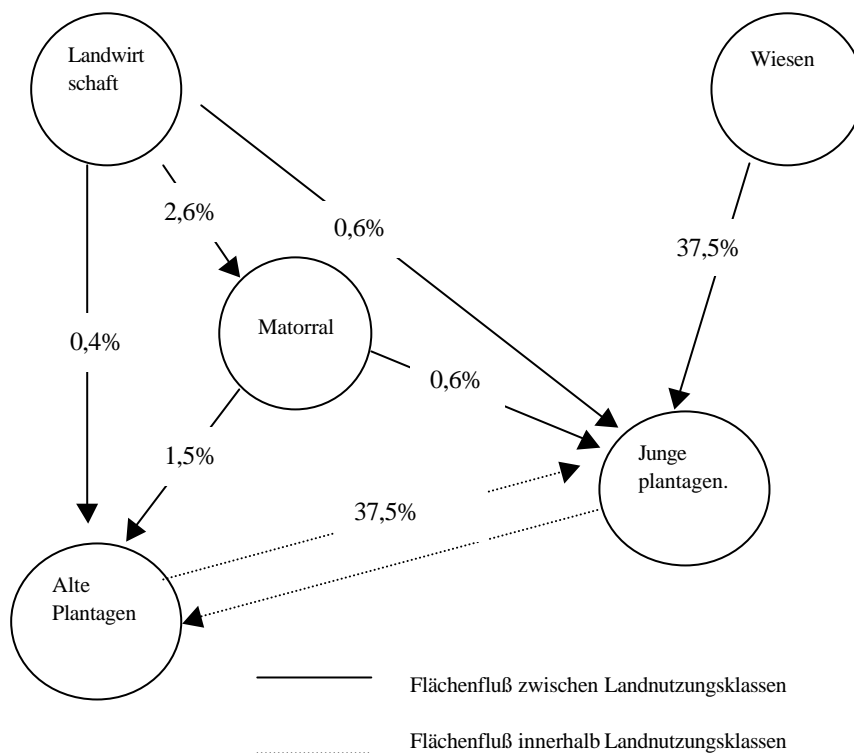 Landwirt
schaft
Wiesen
2,6%
0,6%
37,5%
Matorral
0,4%
0,6%
1,5%
Junge
plantagen.
37,5%
Alte
Plantagen
Flächenfluß zwischen Landnutzungsklassen
Flächenfluß innerhalb Landnutzungsklassen